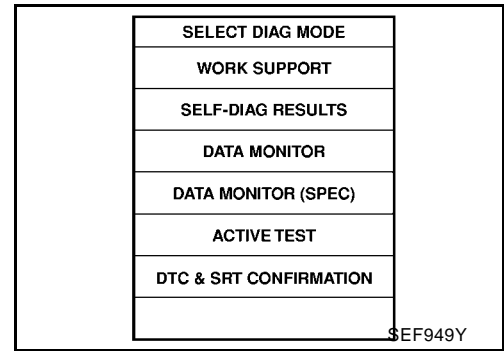 SELECT DIAG MODE
WORK SUPPORT
SELF-DIAG RESULTS
DATA MONITOR
DATA MONITOR (SPEC)
ACTIVE TEST
DTC & SRT CONFIRMATION
SEF949Y